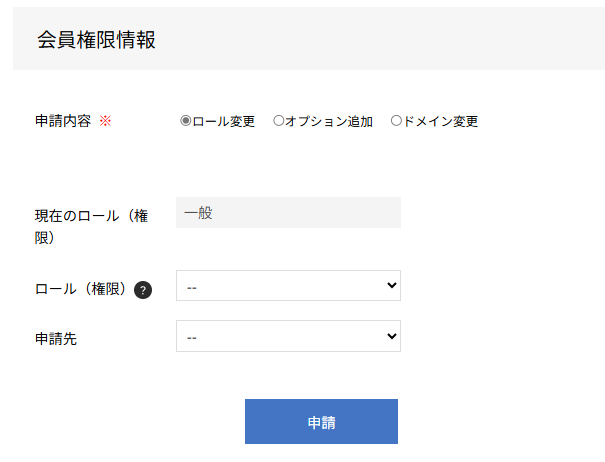 会員権限情報
申請内容 ※ ロール変更 オプション追加 ドメイン変更
現在のロール（権
限） 一般
ロール（権限） ? --
申請先 --
申請